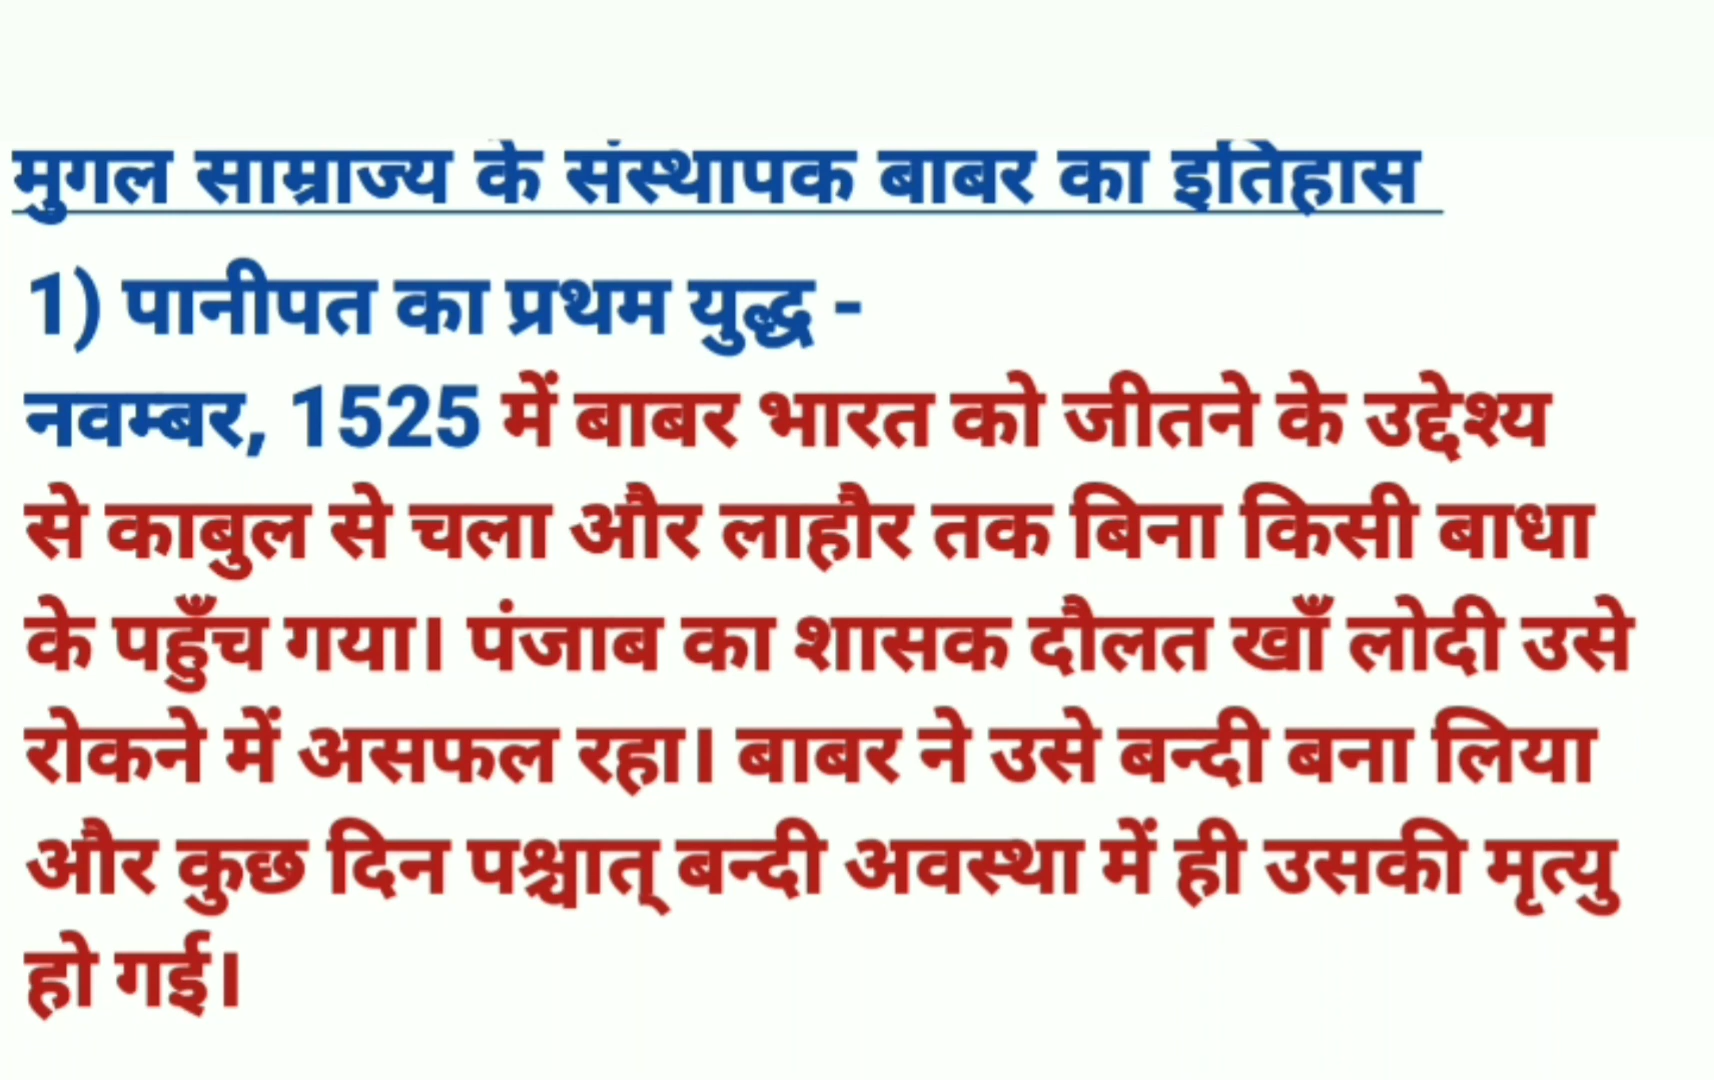 मुगल साम्राज्य के संस्थापक बाबर का इतिहास
1) पानीपत का प्रथम युद्ध -
नवम्बर, 1525 में बाबर भारत को जीतने के उद्देश्य
से काबुल से चला और लाहौर तक बिना किसी बाधा
के पहुँच गया। पंजाब का शासक दौलत खाँ लोदी उसे
रोकने में असफल रहा। बाबर ने उसे बन्दी बना लिया
और कुछ दिन पश्चात् बन्दी अवस्था में ही उसकी मृत्यु
हो गई।